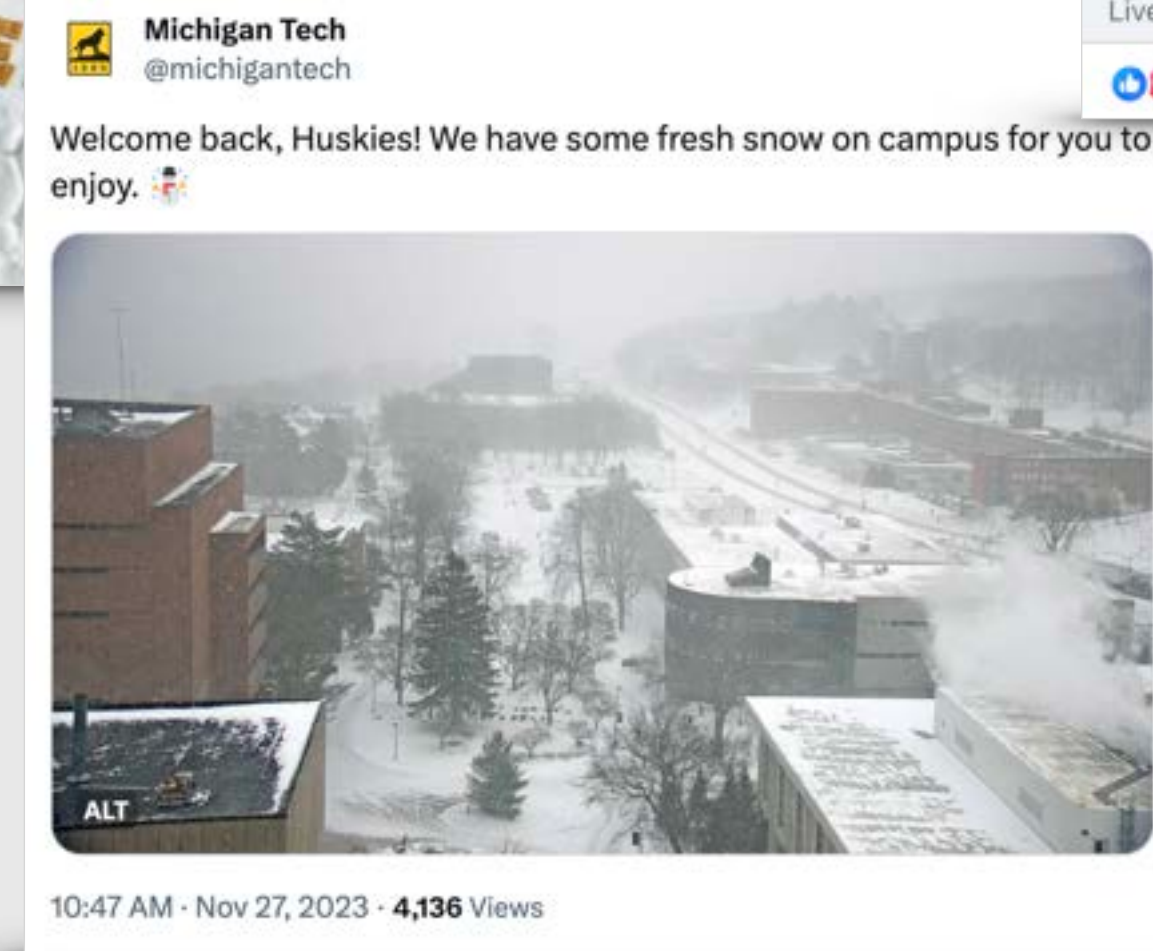 Live
Michigan Tech
@michigantech
Welcome back, Huskies! We have some fresh snow on campus for you to
enjoy.
ALT
10:47 AM · Nov 27, 2023 · 4,136 Views